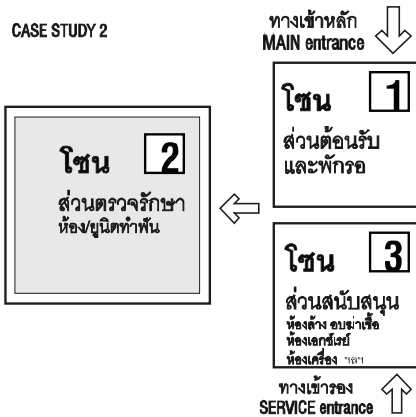 CASE STUDY 2
ทางเข้าหลัก
MAIN entrance
โซน 1
ส่วนต้อนรับ
และพักรอ
โซน 2
ส่วนตรวจรักษา
ห้อง/ยูนิตทำฟัน
โซน 3
ส่วนสนับสนุน
ห้องล้าง อบฆ่าเชื้อ
ห้องเอกซ์เรย์
ห้องเครื่อง ฯลฯ
ทางเข้ารอง
SERVICE entrance